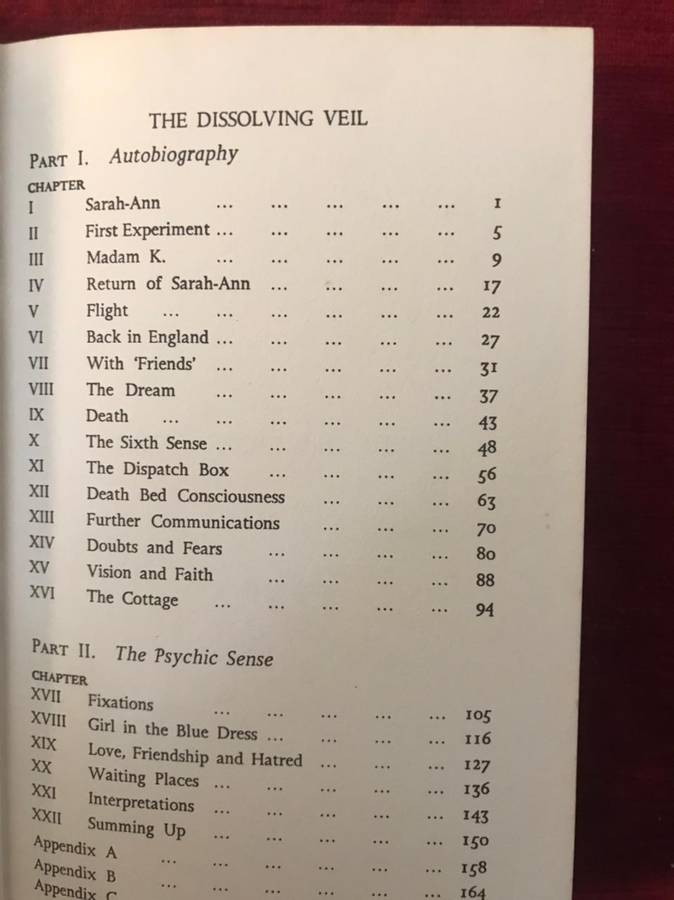 THE DISSOLVING VEIL
PART I. Autobiography
CHAPTER
I Sarah-Ann ... ... ... ... ... 1
II First Experiment ... ... ... ... ... 5
III Madam K. ... ... ... ... ... 9
IV Return of Sarah-Ann ... ... ... ... 17
V Flight ... ... ... ... ... ... 22
VI Back in England ... ... ... ... ... 27
VII With ‘Friends’ ... ... ... ... ... 31
VIII The Dream ... ... ... ... ... 37
IX Death ... ... ... ... ... ... 43
X The Sixth Sense ... ... ... ... ... 48
XI The Dispatch Box ... ... ... ... 56
XII Death Bed Consciousness ... ... ... 63
XIII Further Communications ... ... ... 70
XIV Doubts and Fears ... ... ... ... 80
XV Vision and Faith ... ... ... ... 88
XVI The Cottage ... ... ... ... ... 94
PART II. The Psychic Sense
CHAPTER
XVII Fixations ... ... ... ... ... 105
XVIII Girl in the Blue Dress ... ... ... ... 116
XIX Love, Friendship and Hatred ... ... ... 127
XX Waiting Places ... ... ... ... ... 136
XXI Interpretations ... ... ... ... ... 143
XXII Summing Up ... ... ... ... ... 150
Appendix A ... ... ... ... ... ... 158
Appendix B ... ... ... ... ... ... 164
Appendix C